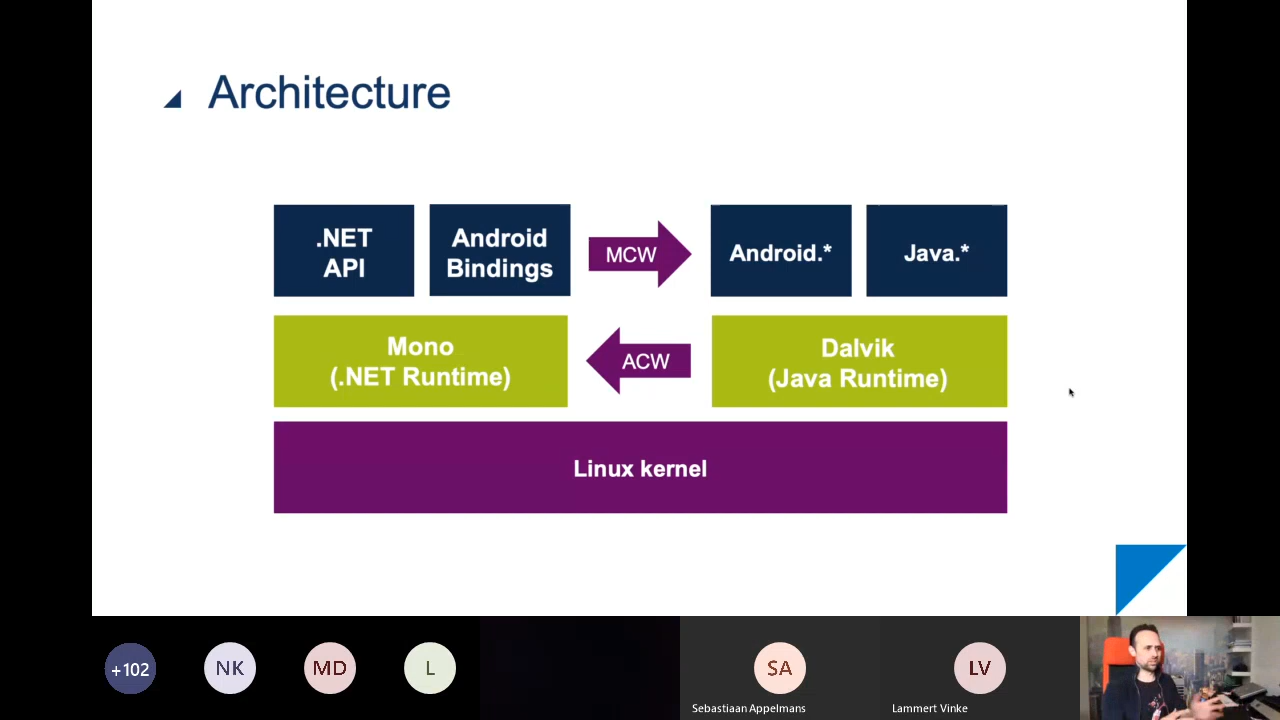 Architecture
.NET
API
Android
Bindings
MCW
Android.*
Java.*
Mono
(.NET Runtime)
ACW
Dalvik
(Java Runtime)
Linux kernel
+102
NK
MD
L
SA
LV
Sebastiaan Appelmans
Lammert Vinke